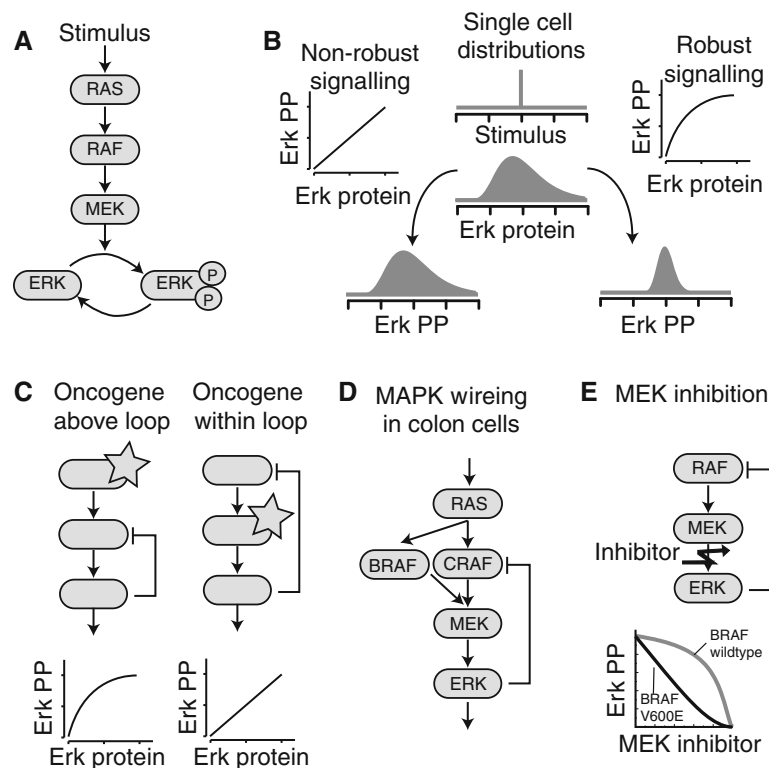 A
Stimulus
RAS
RAF
MEK
ERK
ERK
P
P
B
Non-robust
signalling
Erk PP
Erk protein
Single cell
distributions
Stimulus
Erk protein
Robust
signalling
Erk PP
Erk protein
Erk PP
Erk PP
C
Oncogene
above loop
Oncogene
within loop
Erk PP
Erk protein
Erk PP
Erk protein
D
MAPK wireing
in colon cells
RAS
BRAF
CRAF
MEK
ERK
E
MEK inhibition
RAF
MEK
Inhibitor
ERK
Erk PP
BRAF
wildtype
BRAF
V600E
MEK inhibitor